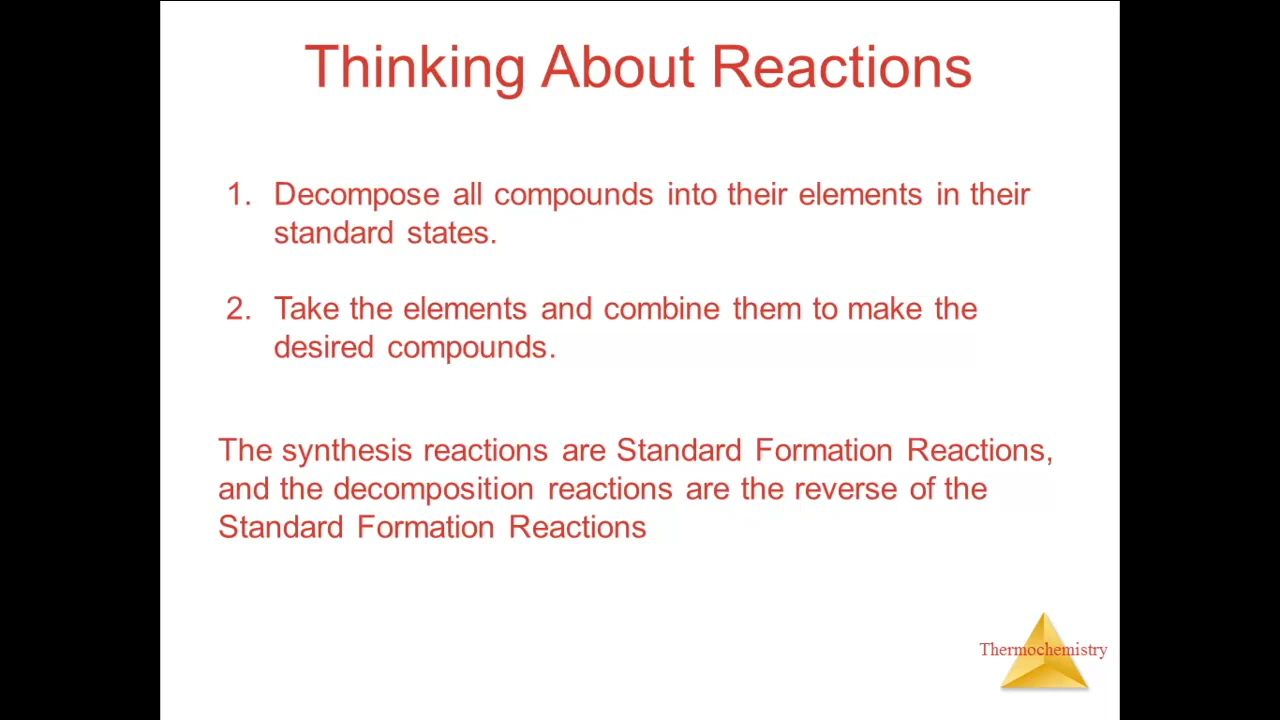 Thinking About Reactions
1. Decompose all compounds into their elements in their
standard states.
2. Take the elements and combine them to make the
desired compounds.
The synthesis reactions are Standard Formation Reactions,
and the decomposition reactions are the reverse of the
Standard Formation Reactions
Thermochemistry